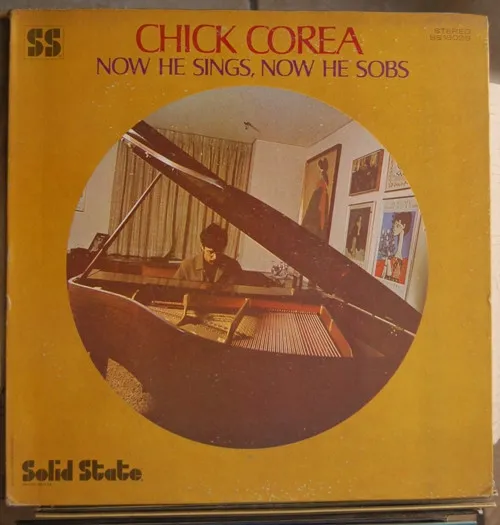 SS
CHICK COREA
STEREO
NOW HE SINGS, NOW HE SOBS
Solid State